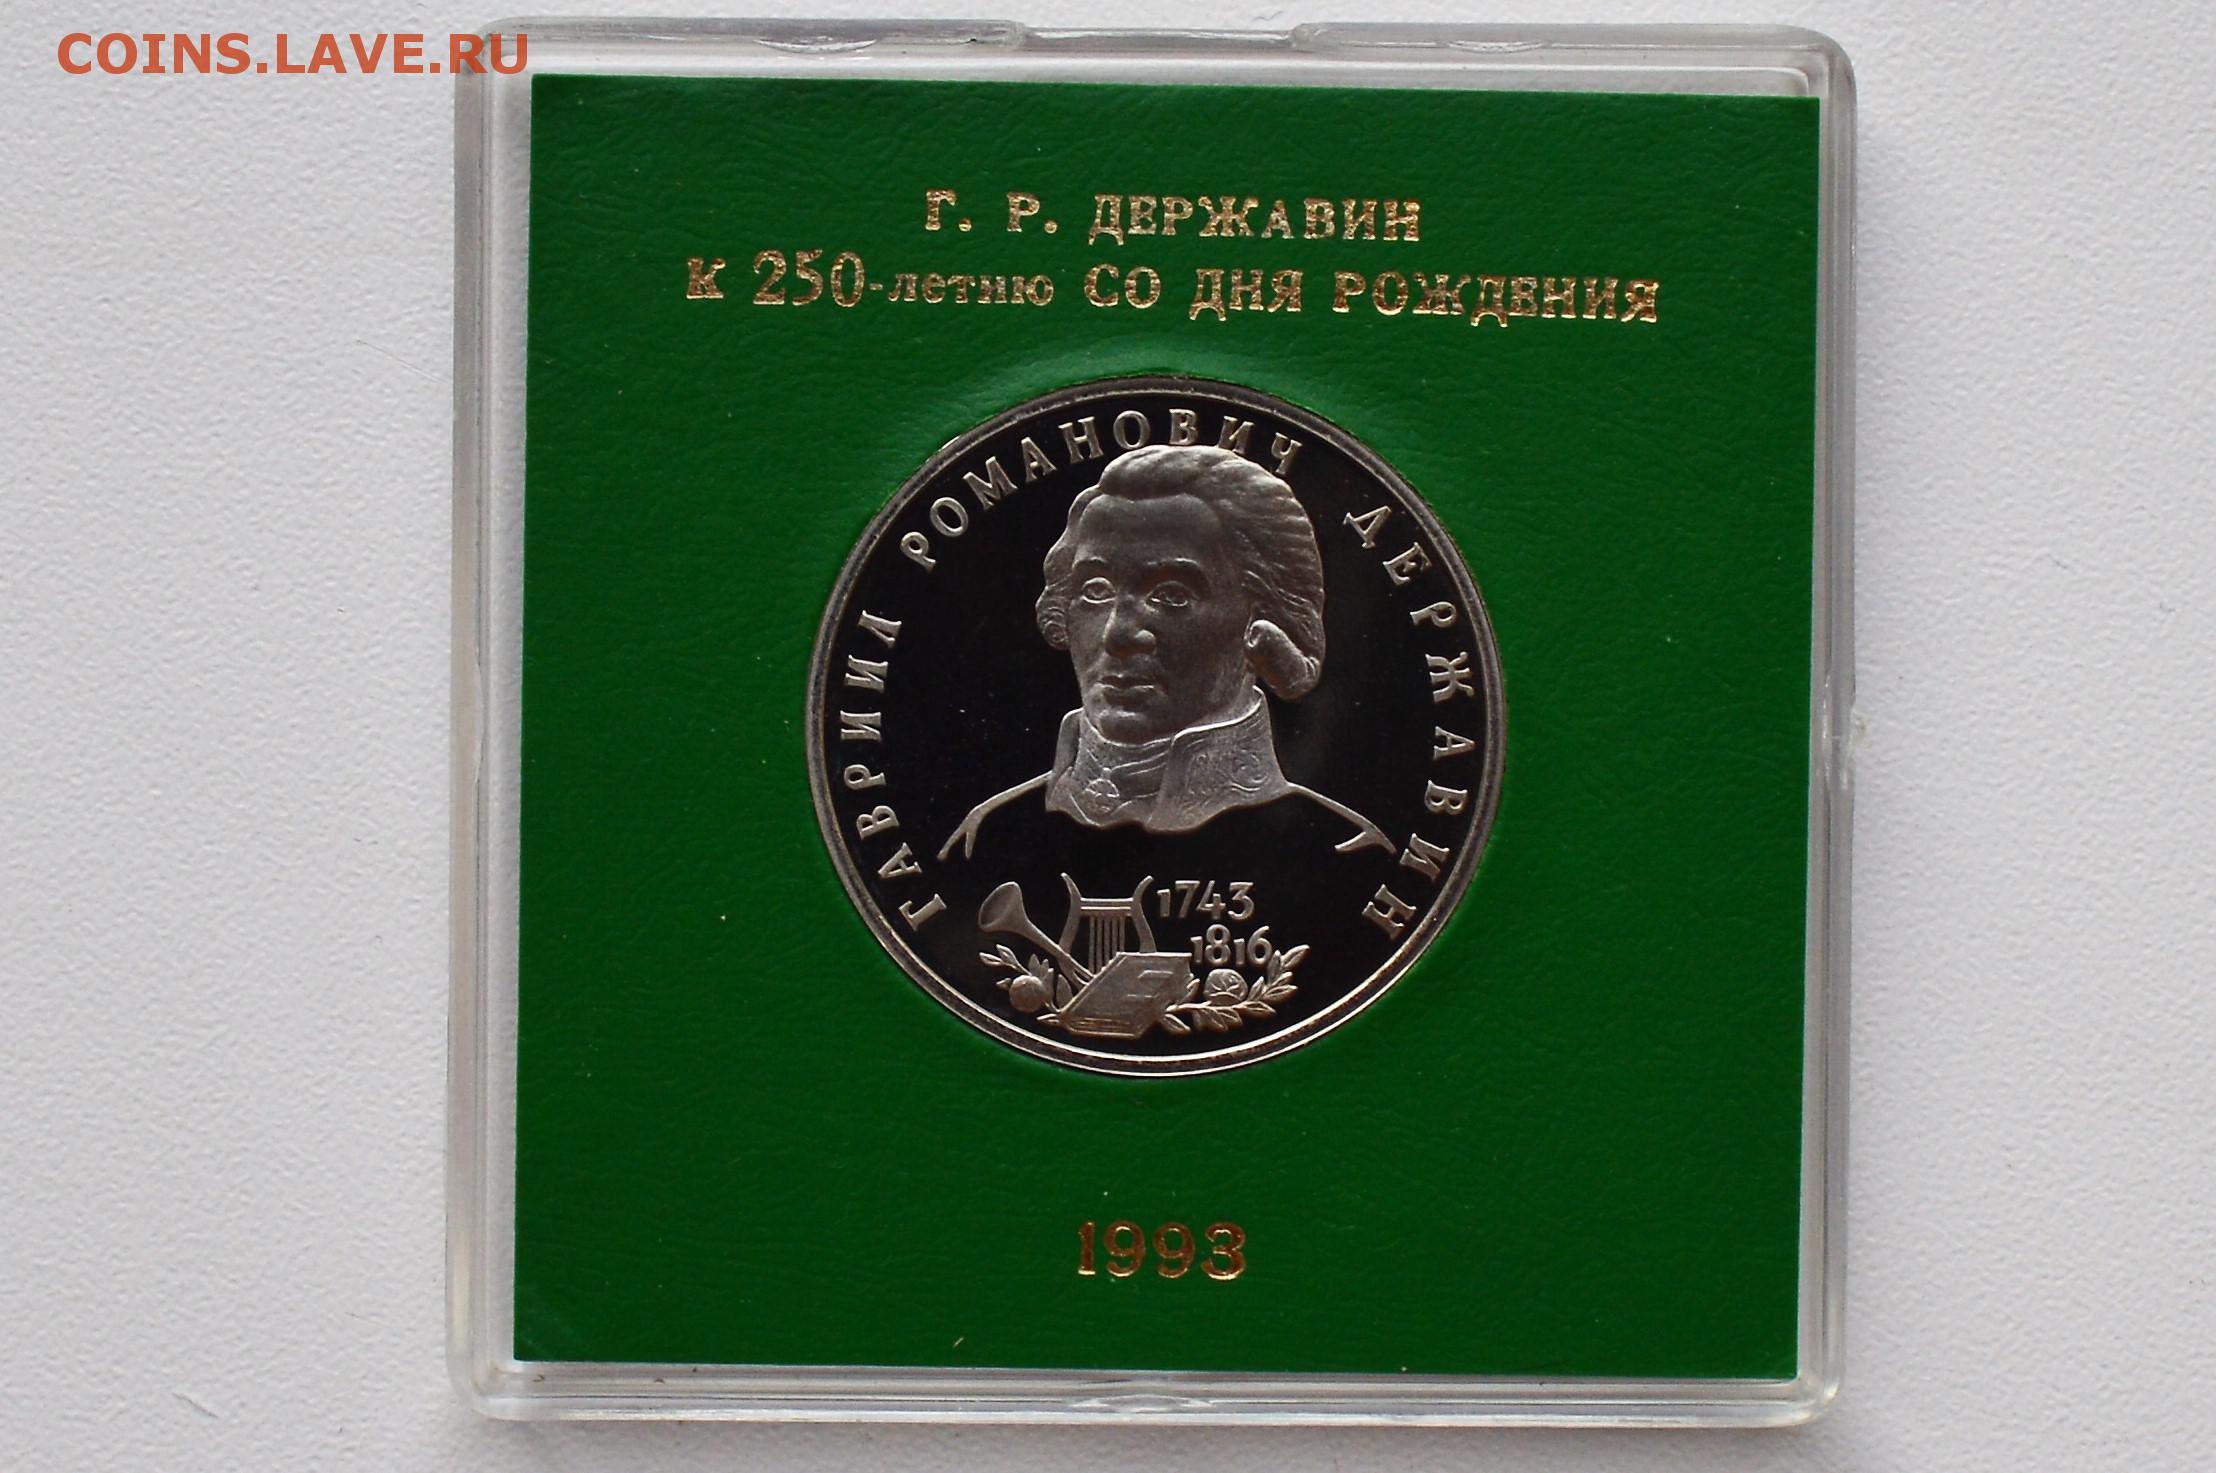 COINS.LAVE.RU
Г. Р. ДЕРЖАВИН
К 250-летию СО ДНЯ РОЖДЕНИЯ
ГАВРИИЛ РОМАНОВИЧ ДЕРЖАВИН
1743
1816
1993